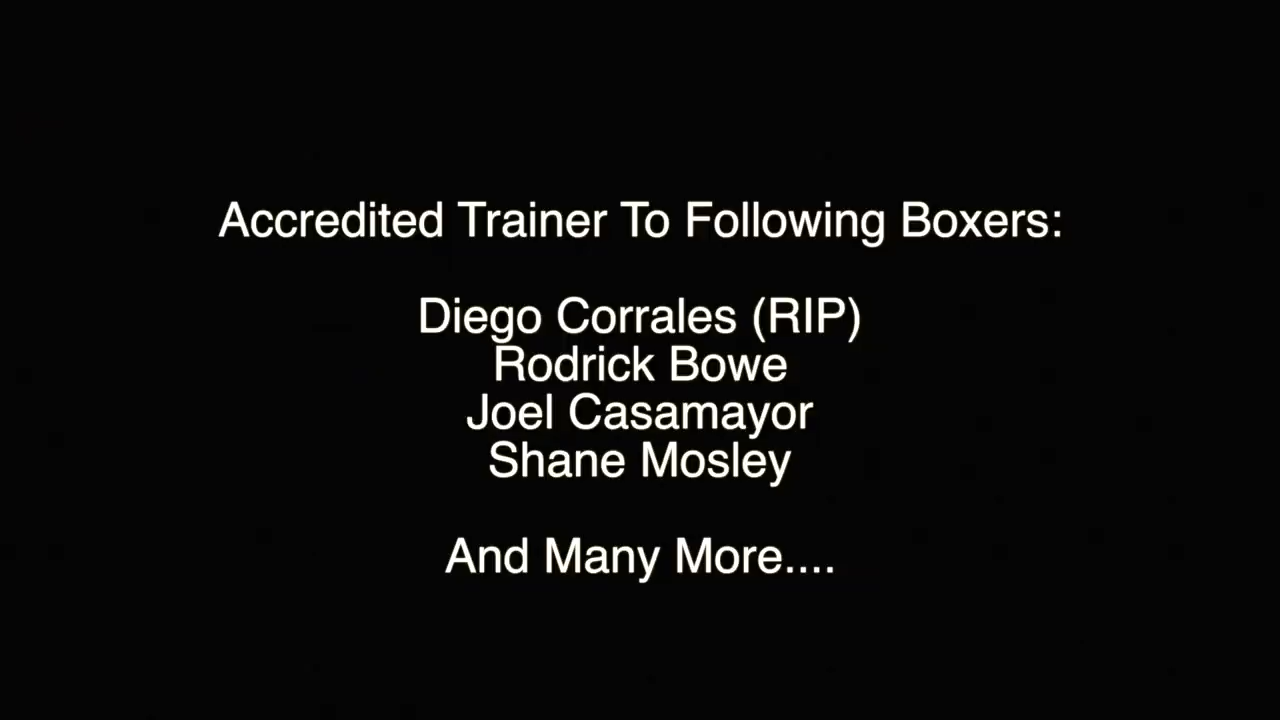 Accredited Trainer To Following Boxers:
Diego Corrales (RIP)
Rodrick Bowe
Joel Casamayor
Shane Mosley
And Many More....